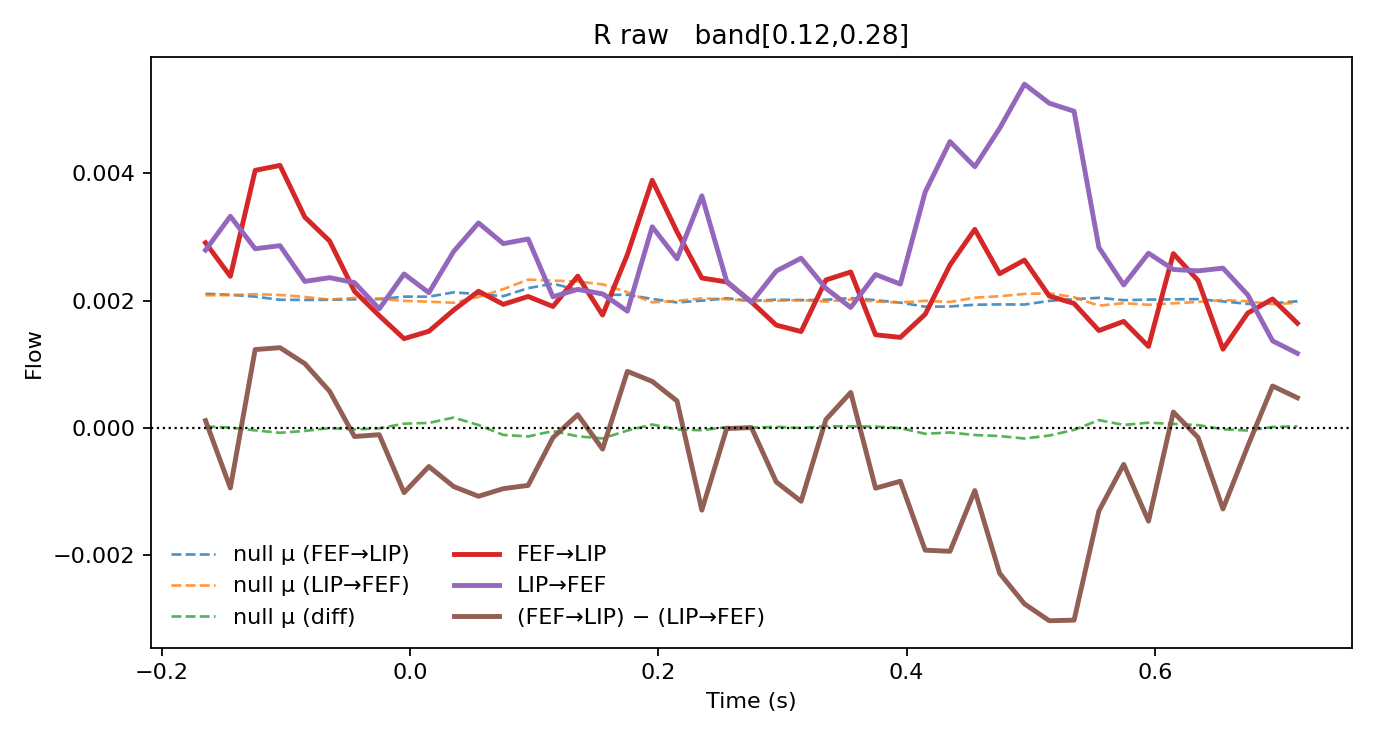 R raw   band[0.12,0.28]
Flow
0.004
0.002
0.000
−0.002
null μ (FEF→LIP)
null μ (LIP→FEF)
null μ (diff)
FEF→LIP
LIP→FEF
(FEF→LIP) − (LIP→FEF)
−0.2
0.0
0.2
0.4
0.6
Time (s)